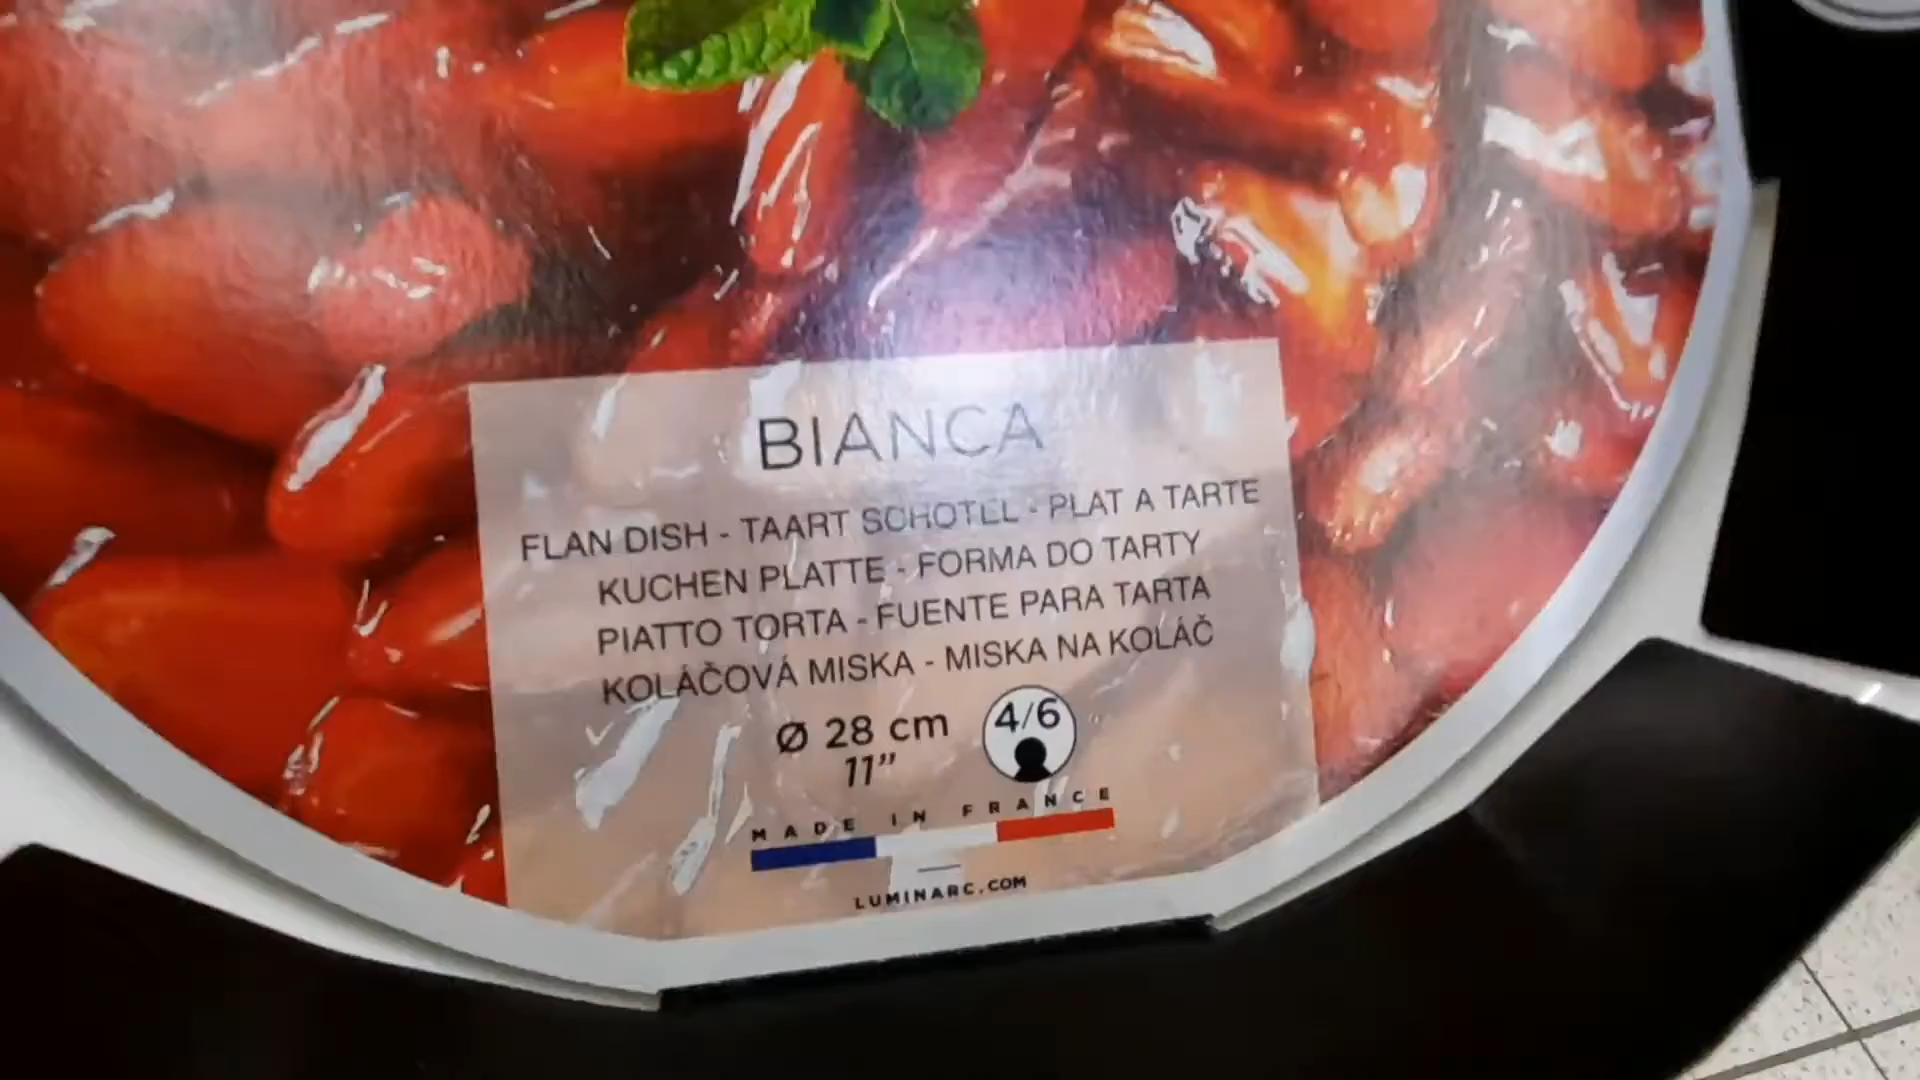 BIANCA
FLAN DISH - TAART SCHOTEL - PLAT A TARTE
KUCHEN PLATTE - FORMA DO TARTY
PIATTO TORTA - FUENTE PARA TARTA
KOLÁČOVÁ MISKA - MISKA NA KOLÁČ
Ø 28 cm
11”
4/6
MADE IN FRANCE
LUMINARC.COM